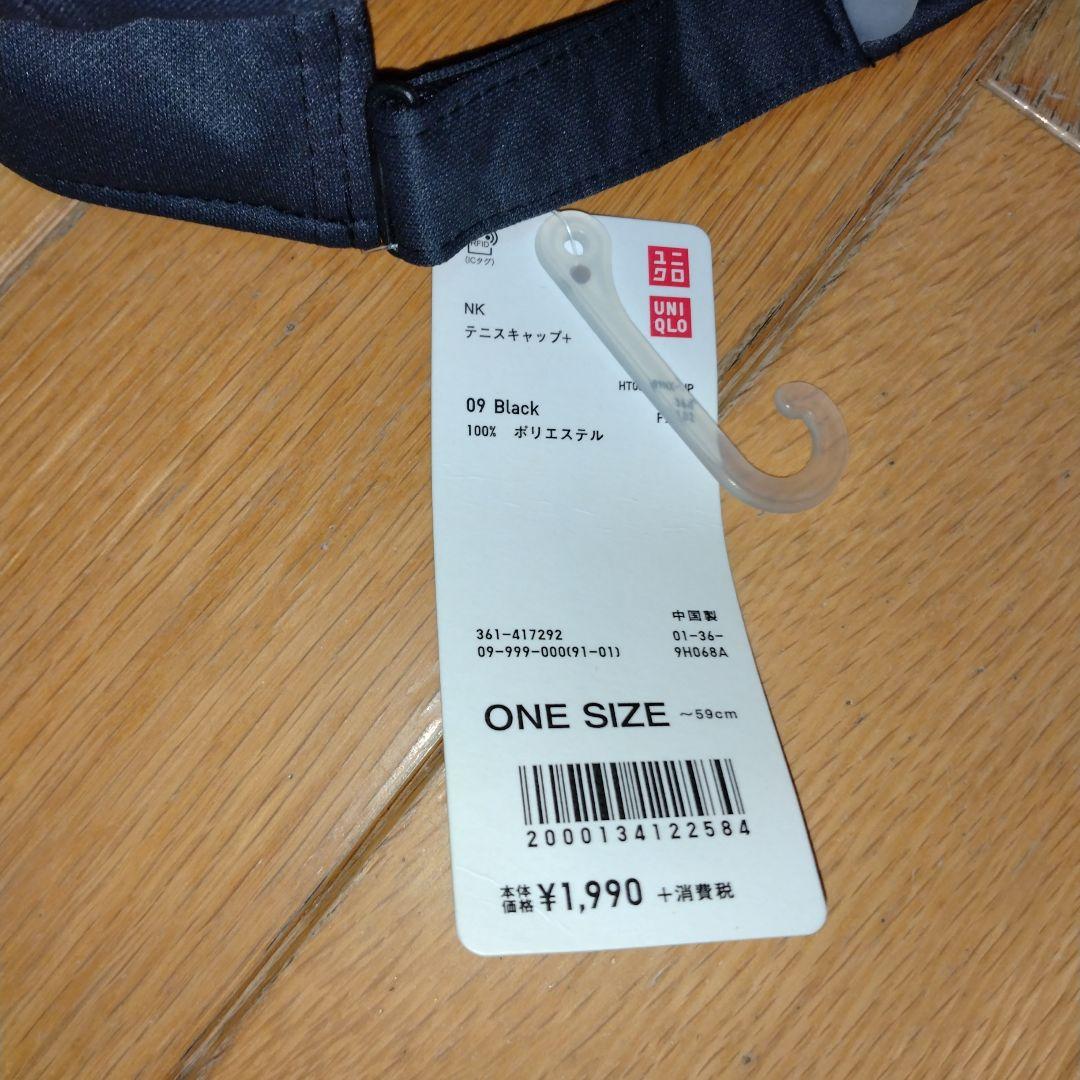 RFID
(ICタグ)
ユニ
クロ
UNI
QLO
NK
テニスキャップ+
09 Black
100% ポリエステル
中国製
361-417292
01-36-
09-999-000(91-01)
9H068A
ONE SIZE ~59cm
2000134122584
本体
価格 ¥1,990 +消費税